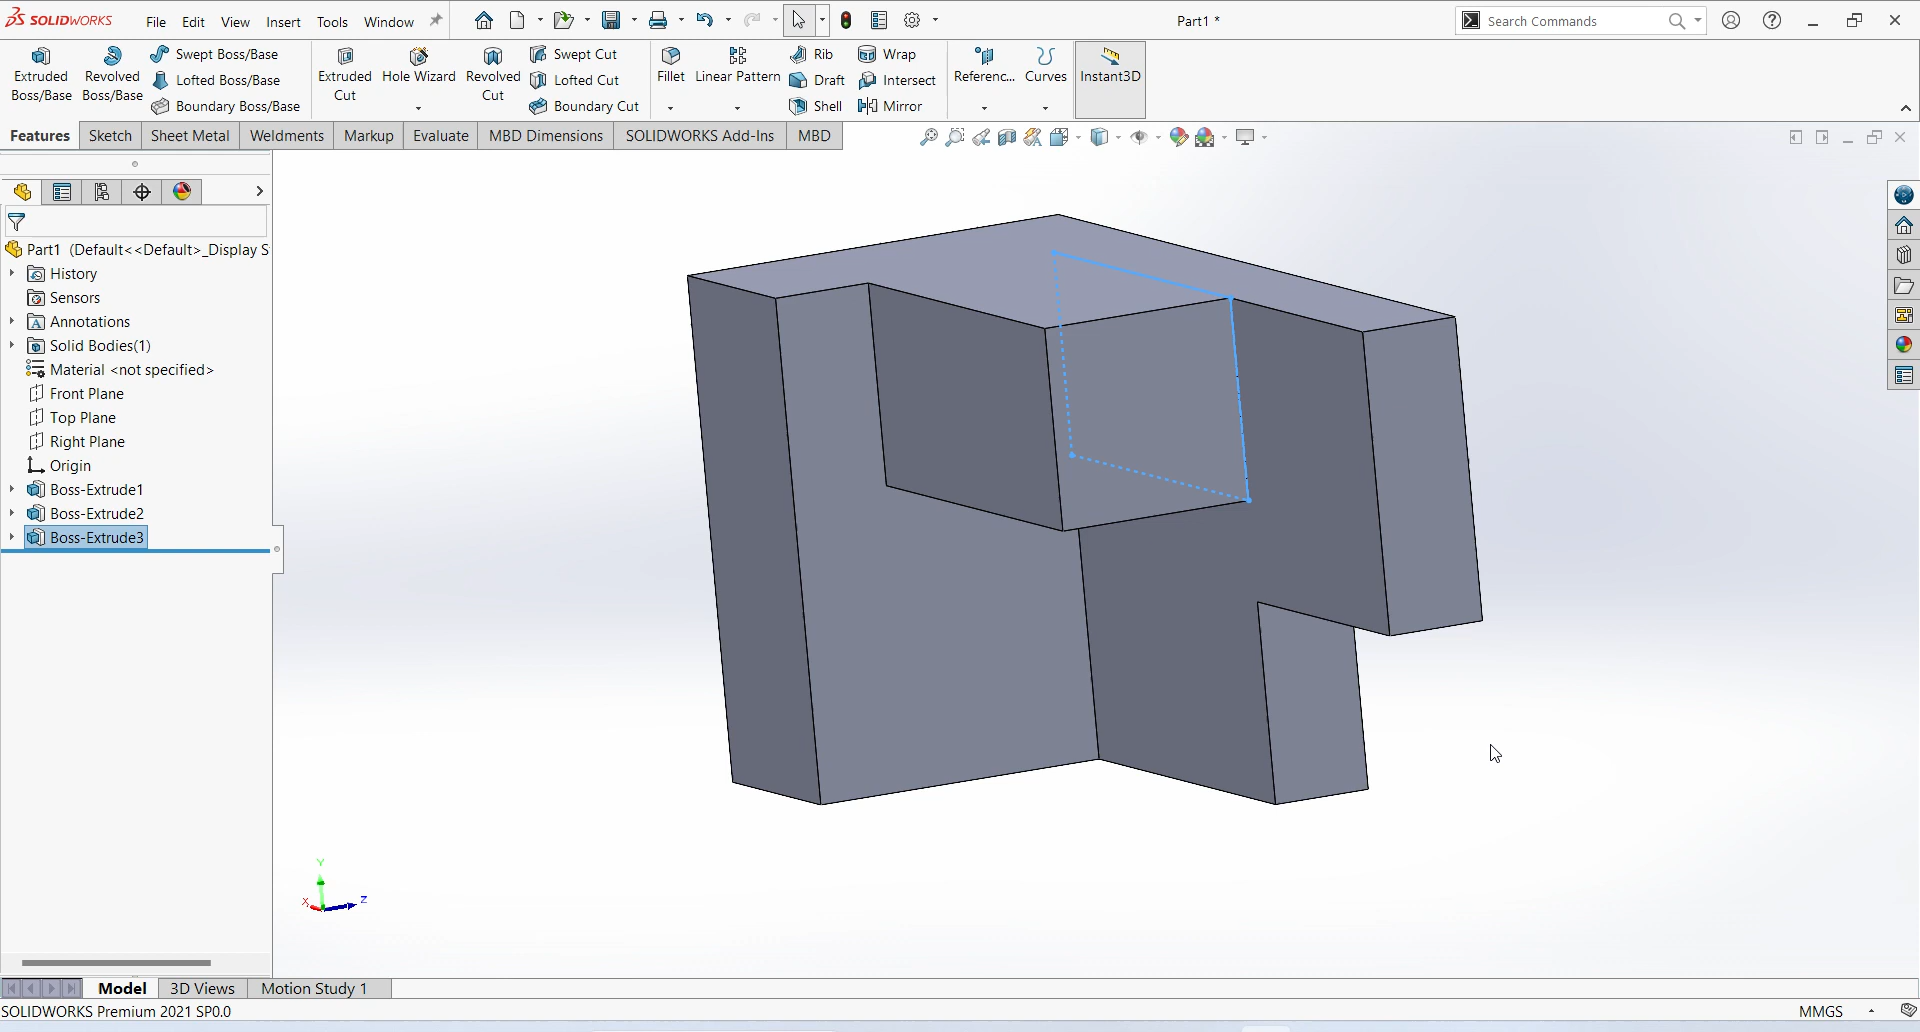 SOLIDWORKS File Edit View Insert Tools Window Part1 * Search Commands
Extruded Boss/Base
Revolved Boss/Base
Swept Boss/Base
Lofted Boss/Base
Boundary Boss/Base
Extruded Cut
Hole Wizard
Revolved Cut
Swept Cut
Lofted Cut
Boundary Cut
Fillet
Linear Pattern
Rib
Draft
Shell
Wrap
Intersect
Mirror
Referenc...
Curves
Instant3D
Features Sketch Sheet Metal Weldments Markup Evaluate MBD Dimensions SOLIDWORKS Add-Ins MBD
Part1 (Default<<Default>_Display S
History
Sensors
Annotations
Solid Bodies(1)
Material <not specified>
Front Plane
Top Plane
Right Plane
Origin
Boss-Extrude1
Boss-Extrude2
Boss-Extrude3
Y
X
Z
Model 3D Views Motion Study 1
SOLIDWORKS Premium 2021 SP0.0 MMGS